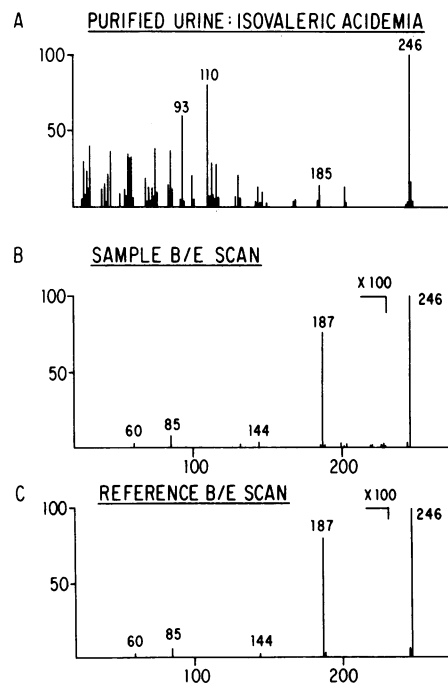 A PURIFIED URINE: ISOVALERIC ACIDEMIA
246
100
110
93
50
185
B SAMPLE B/E SCAN
X 100
100
246
187
50
60 85 144
100 200
C REFERENCE B/E SCAN
X 100
100
246
187
50
60 85 144
100 200